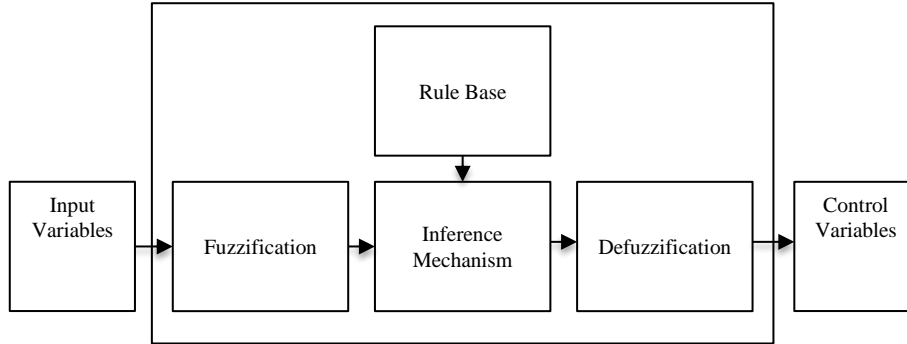 Rule Base
Input
Variables
Fuzzification
Inference
Mechanism
Defuzzification
Control
Variables